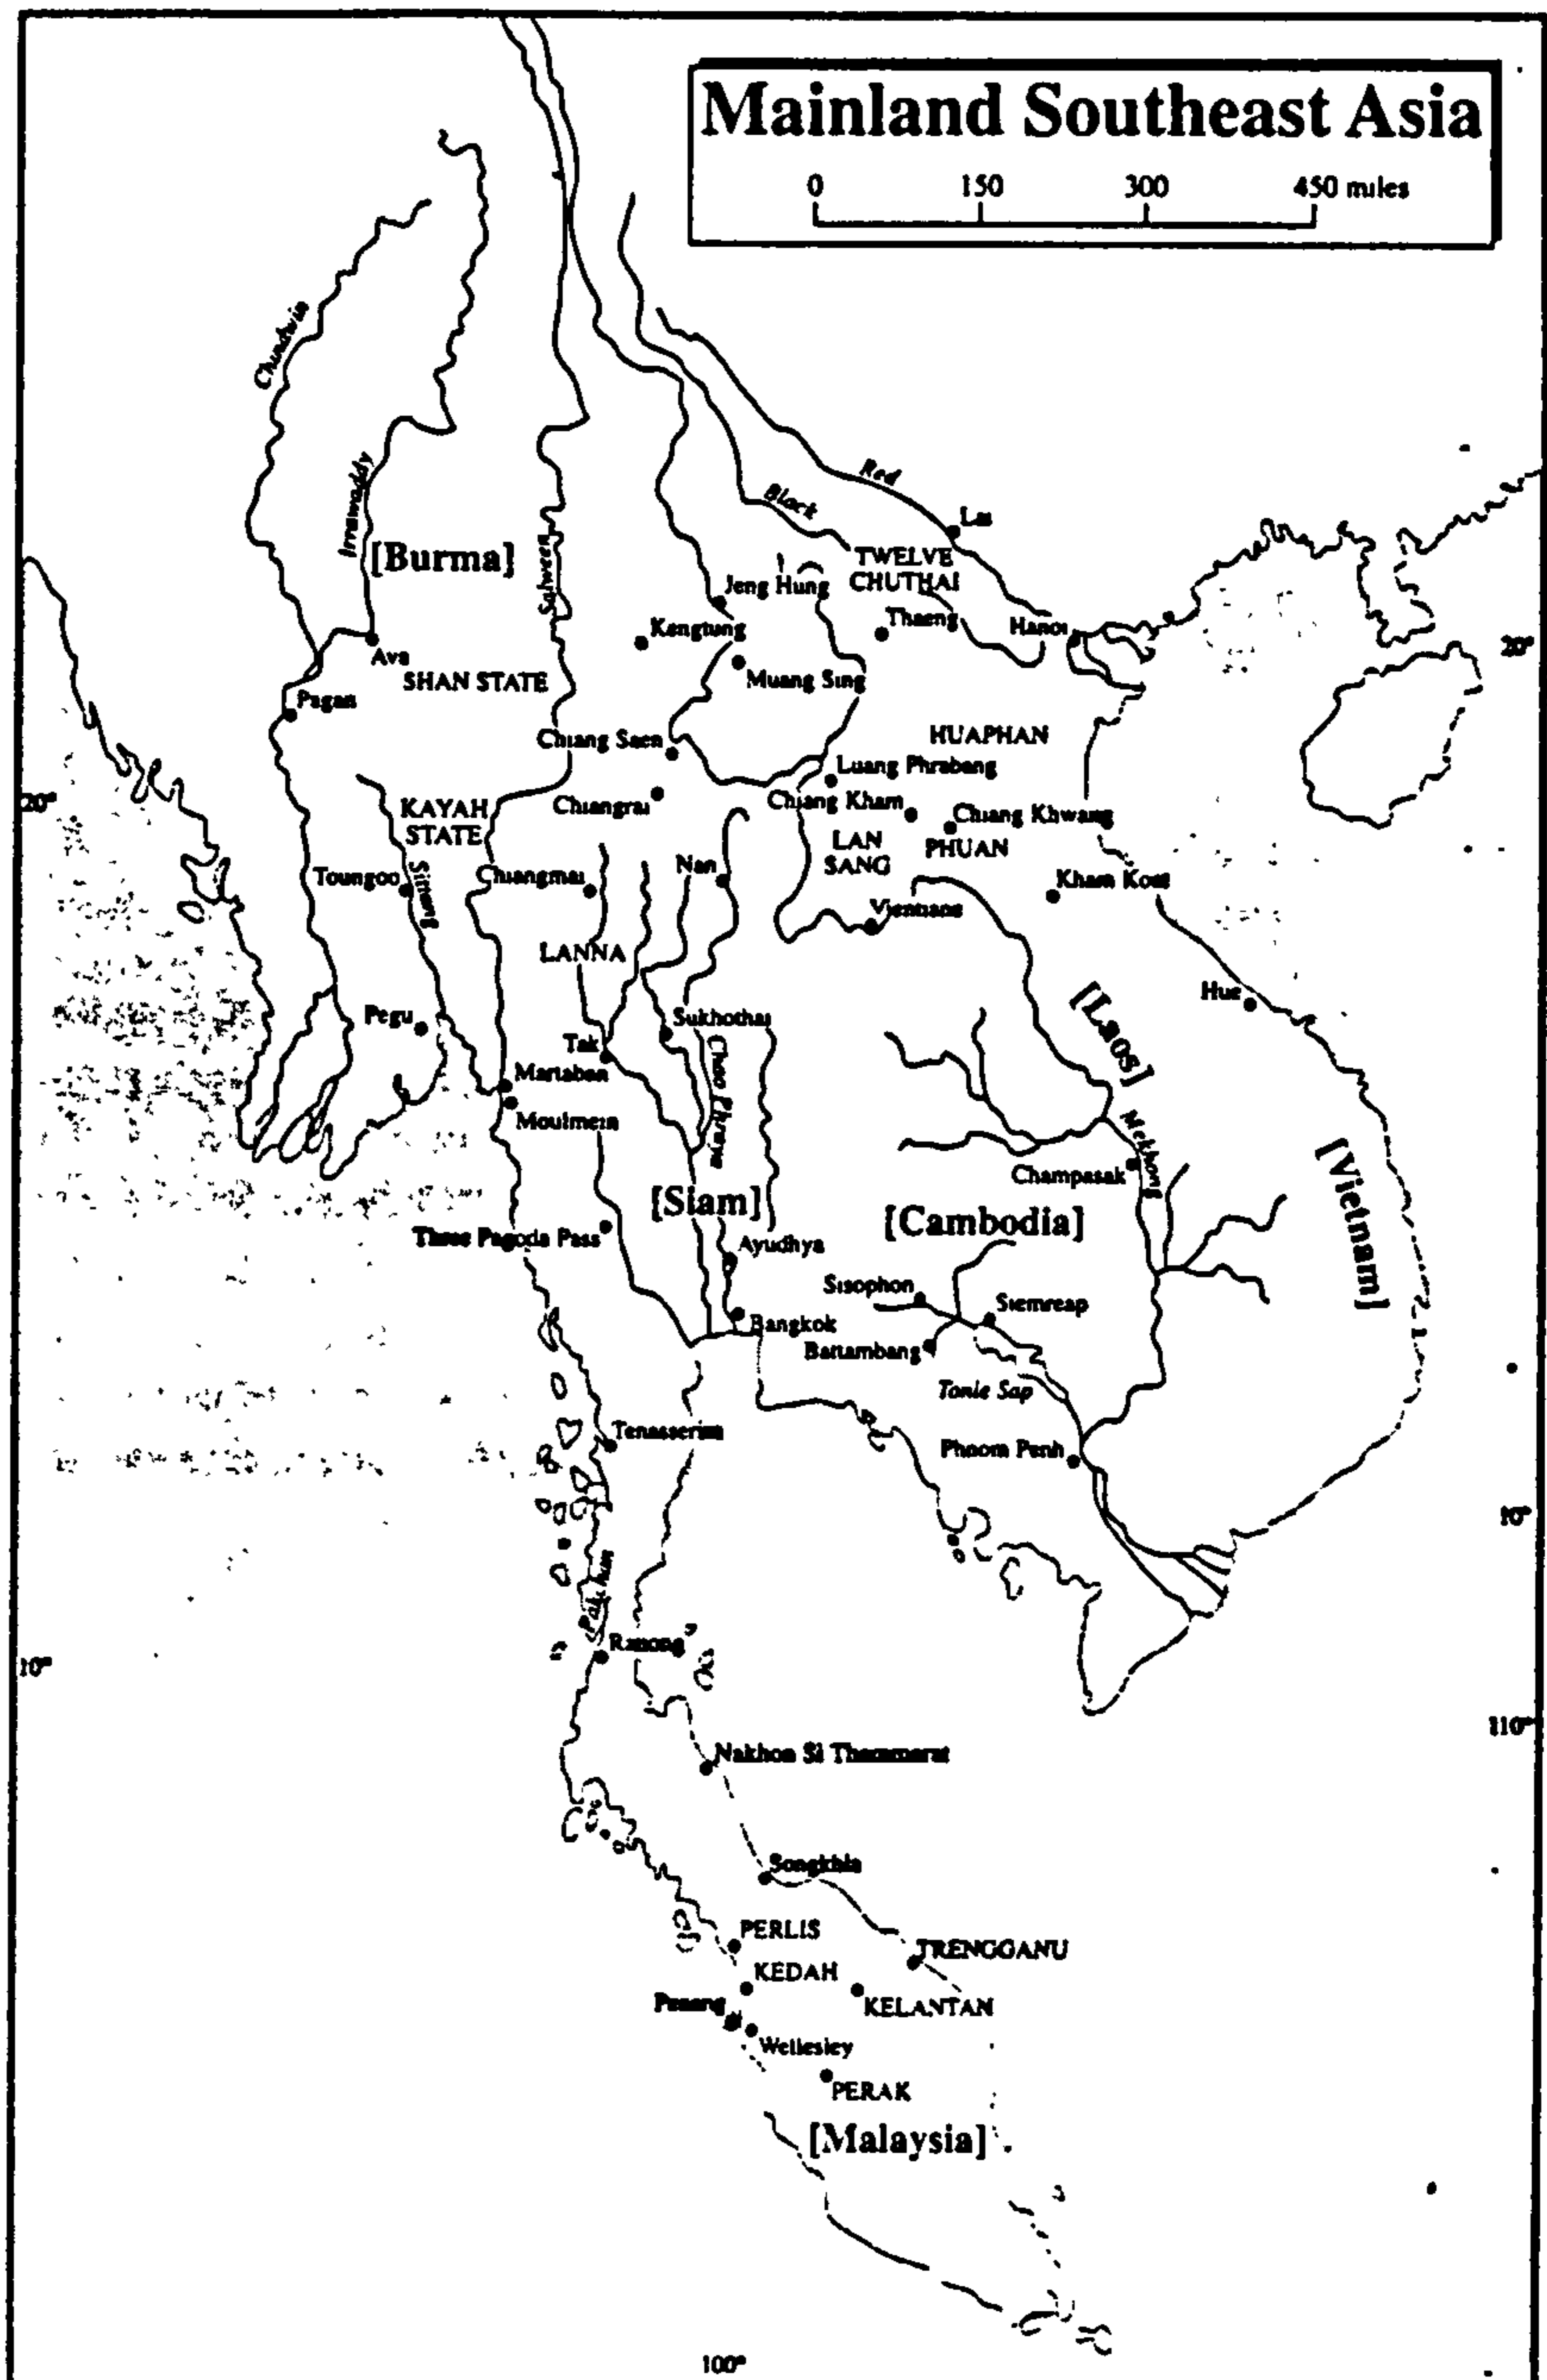 Mainland Southeast Asia
0 150 300 450 miles
Chindwin
Irrawaddy
[Burma]
Salween
Red
Black
Lai
TWELVE
CHUTHAI
Jeng Hung
Thaeng
Hanoi
Kengtung
Ava
SHAN STATE
Muang Sing
20°
Pagan
HUAPHAN
Chiang Saen
Luang Phrabang
20°
KAYAH
STATE
Chiangrai
Chiang Kham
Chiang Khwang
LAN
SANG
PHUAN
Toungoo
Sittang
Chiangmai
Nan
Kham Koet
Vientiane
LANNA
Hue
Pegu
Sukhothai
[Laos]
Tak
Chao Phraya
Martaban
Moulmein
Mekhong
Champasak
[Vietnam]
[Siam]
[Cambodia]
Three Pagoda Pass
Ayudhya
Sisophon
Siemreap
Bangkok
Battambang
Tonle Sap
Tenasserim
Phnom Penh
10°
Pakchan
Ranong
10°
110°
Nakhon Si Thammarat
Songkhla
PERLIS
TRENGGANU
KEDAH
Penang
KELANTAN
Wellesley
PERAK
[Malaysia]
100°